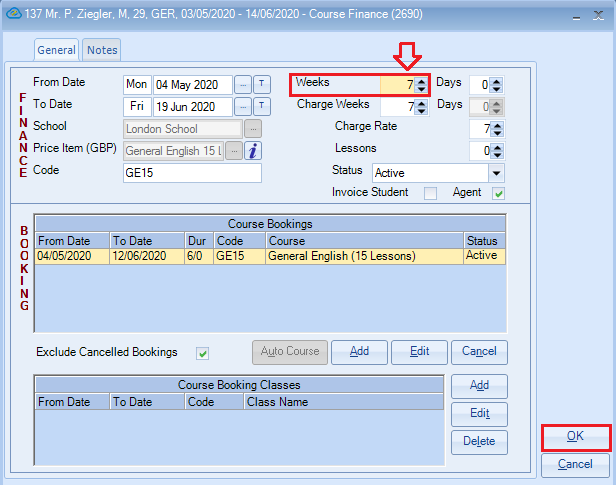 137 Mr. P. Ziegler, M, 29, GER, 03/05/2020 - 14/06/2020 - Course Finance (2690)
General Notes
FINANCE
From Date Mon 04 May 2020 ... T Weeks 7 Days 0
To Date Fri 19 Jun 2020 ... T Charge Weeks 7 Days 0
School London School ... Charge Rate 7
Price Item (GBP) General English 15 L ... i Lessons 0
Code GE15 Status Active
Invoice Student Agent
BOOKING
Course Bookings
From Date To Date Dur Code Course Status
04/05/2020 12/06/2020 6/0 GE15 General English (15 Lessons) Active
Exclude Cancelled Bookings Auto Course Add Edit Cancel
Course Booking Classes
From Date To Date Code Class Name
Add
Edit
Delete
OK
Cancel